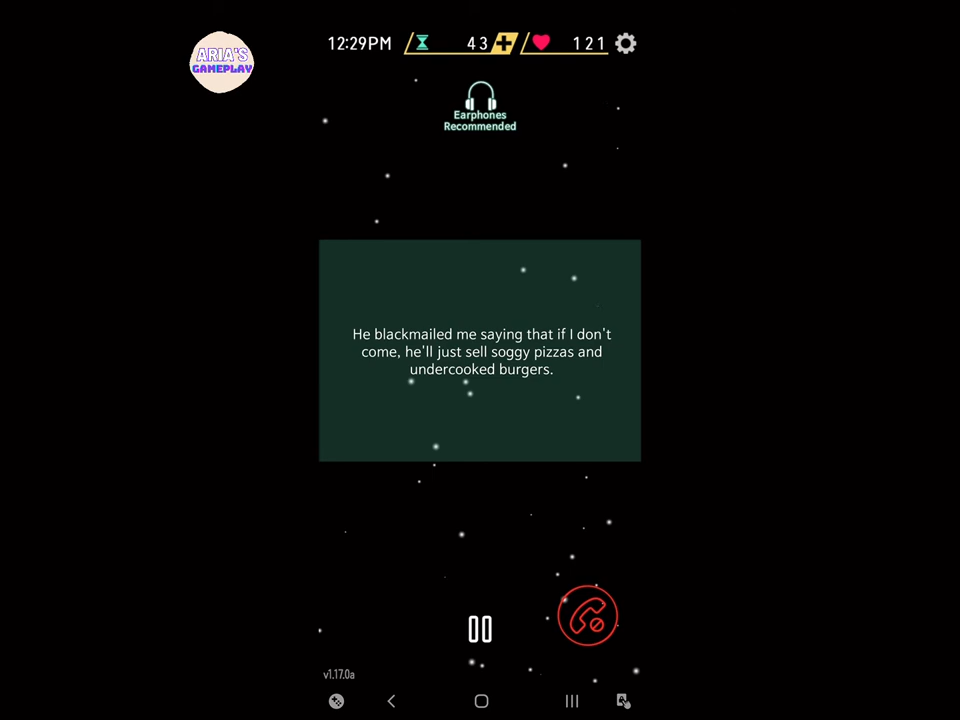 ARIA'S
GAMEPLAY
12:29PM
43
121
Earphones
Recommended
He blackmailed me saying that if I don't
come, he'll just sell soggy pizzas and
undercooked burgers.
v1.17.0a